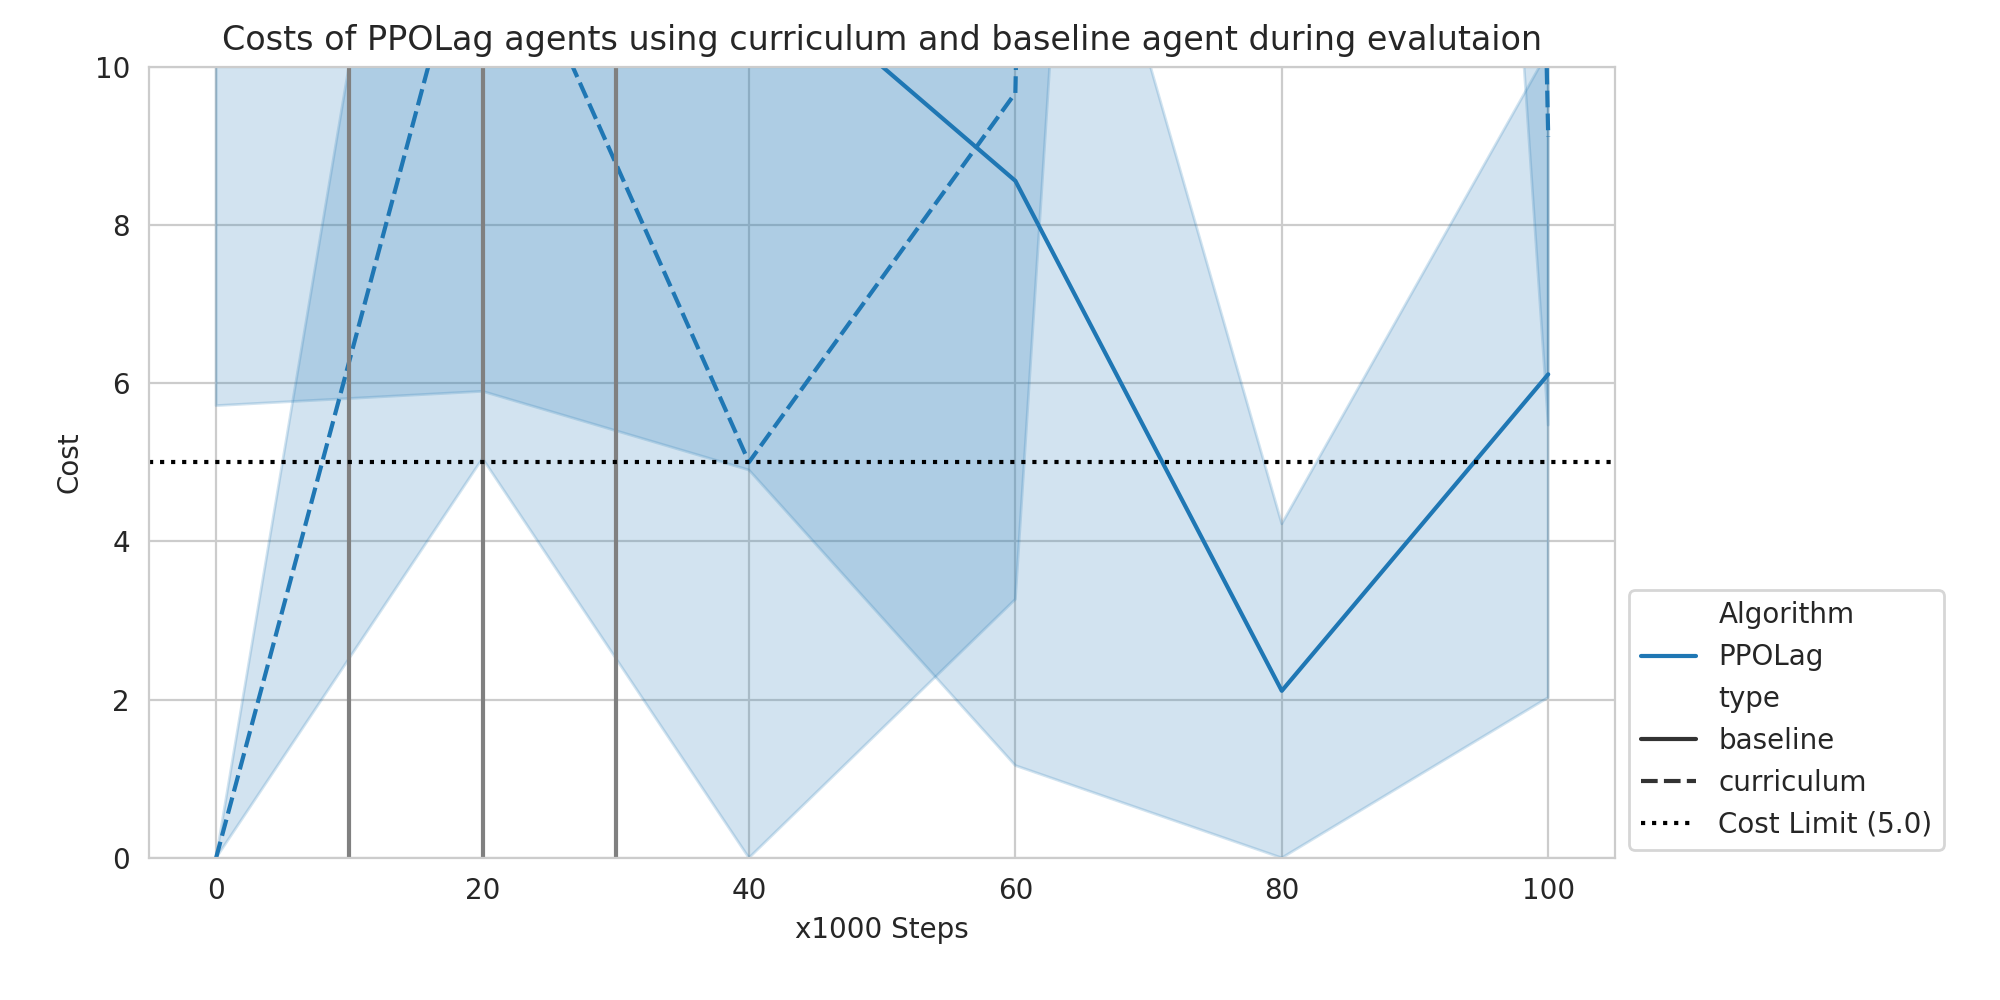 Costs of PPOLag agents using curriculum and baseline agent during evalutaion
10
8
6
4
2
0
Cost
0 20 40 60 80 100
x1000 Steps
Algorithm
PPOLag
type
baseline
curriculum
Cost Limit (5.0)